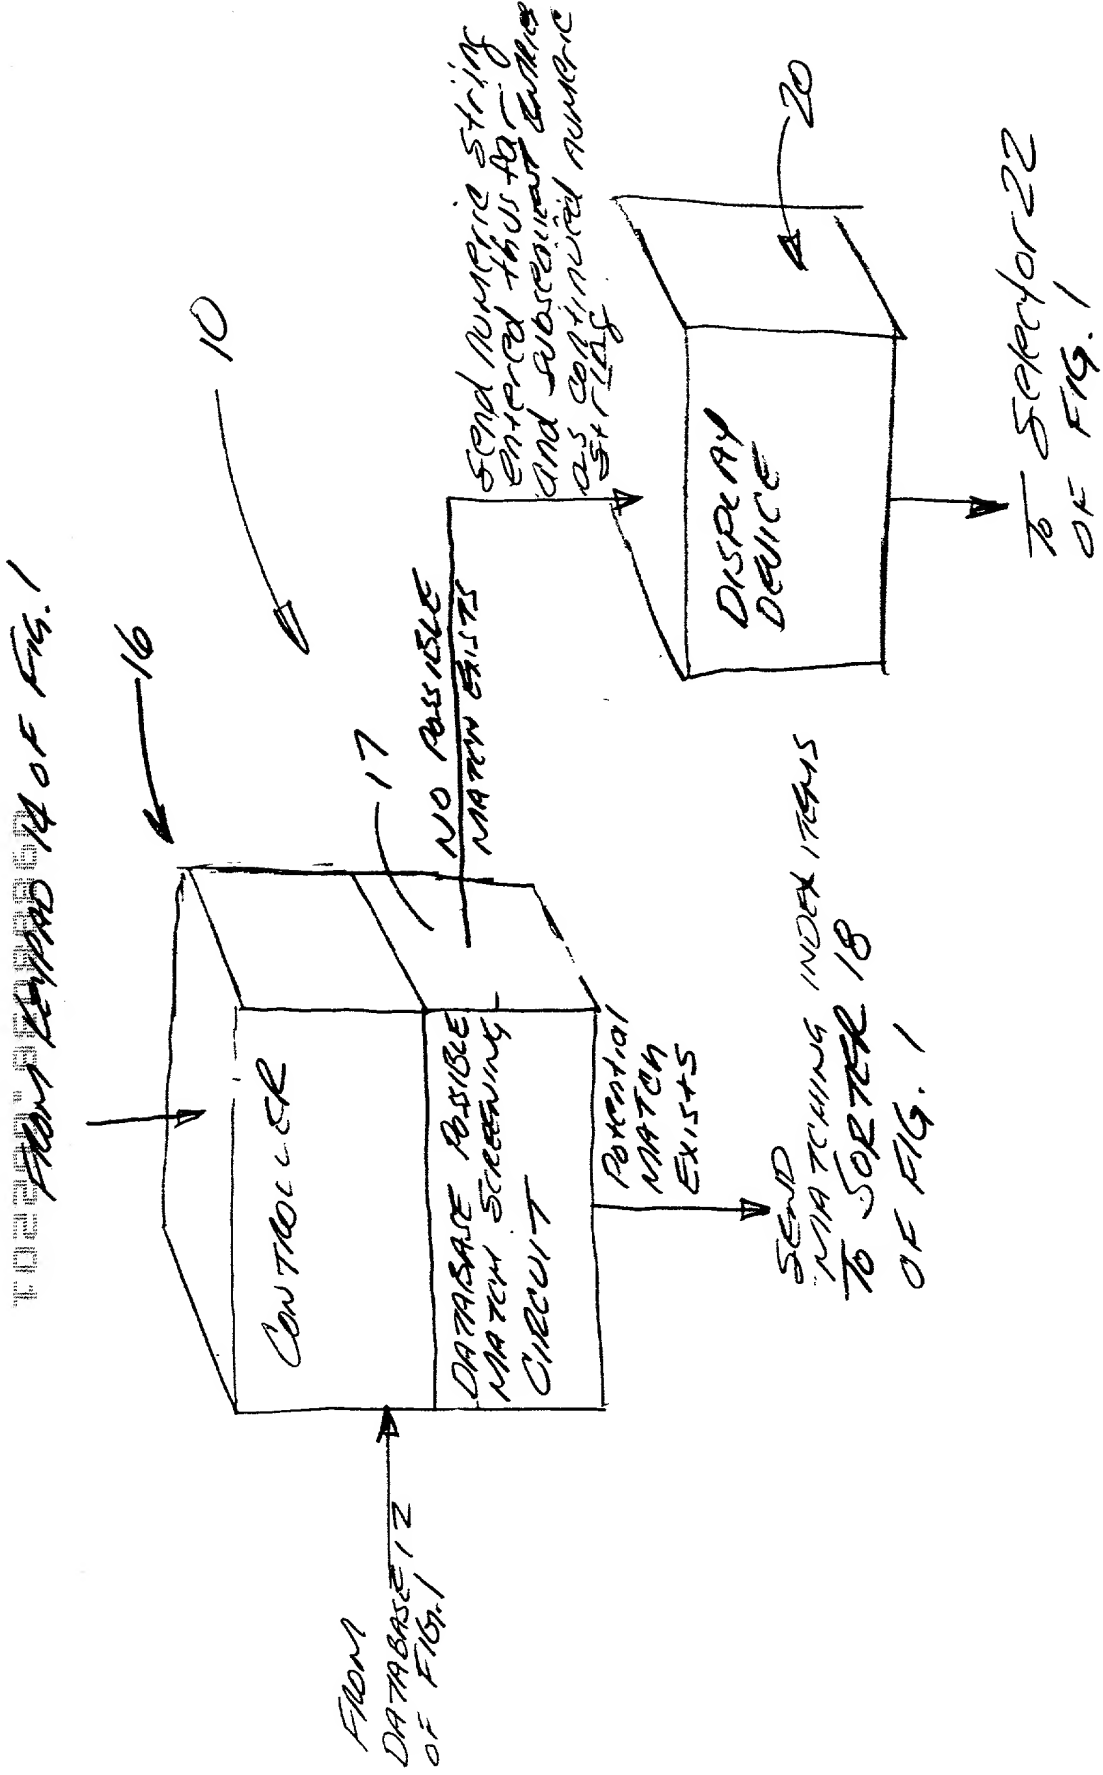 FROM KEYPAD 14 OF FIG. 1
16
10
CONTROLLER
17
DATABASE POSSIBLE
MATCH SCREENING
CIRCUIT
FROM
DATABASE 12
OF FIG. 1
NO POSSIBLE
MATCH EXISTS
Send numeric string
entered thus far
and subsequent entries
as continued numeric
string
Potential
MATCH
EXISTS
SEND
MATCHING INDEX ITEMS
TO SORTER 18
OF FIG. 1
DISPLAY
DEVICE
20
To Selector 22
OF FIG. 1